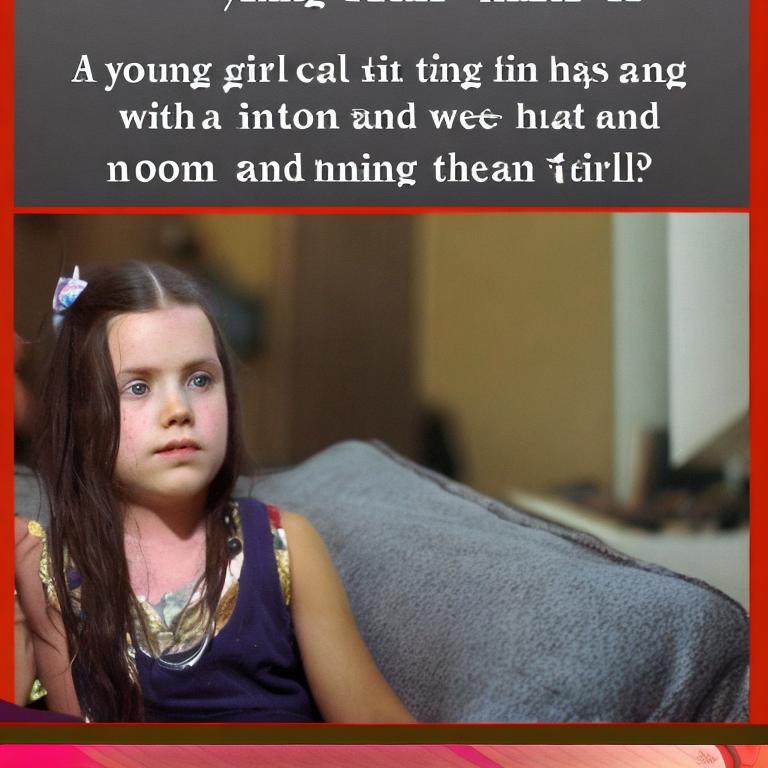 A young girl cal tit ting fin has ang
with a inton and wee hiat and
noom and nning thean